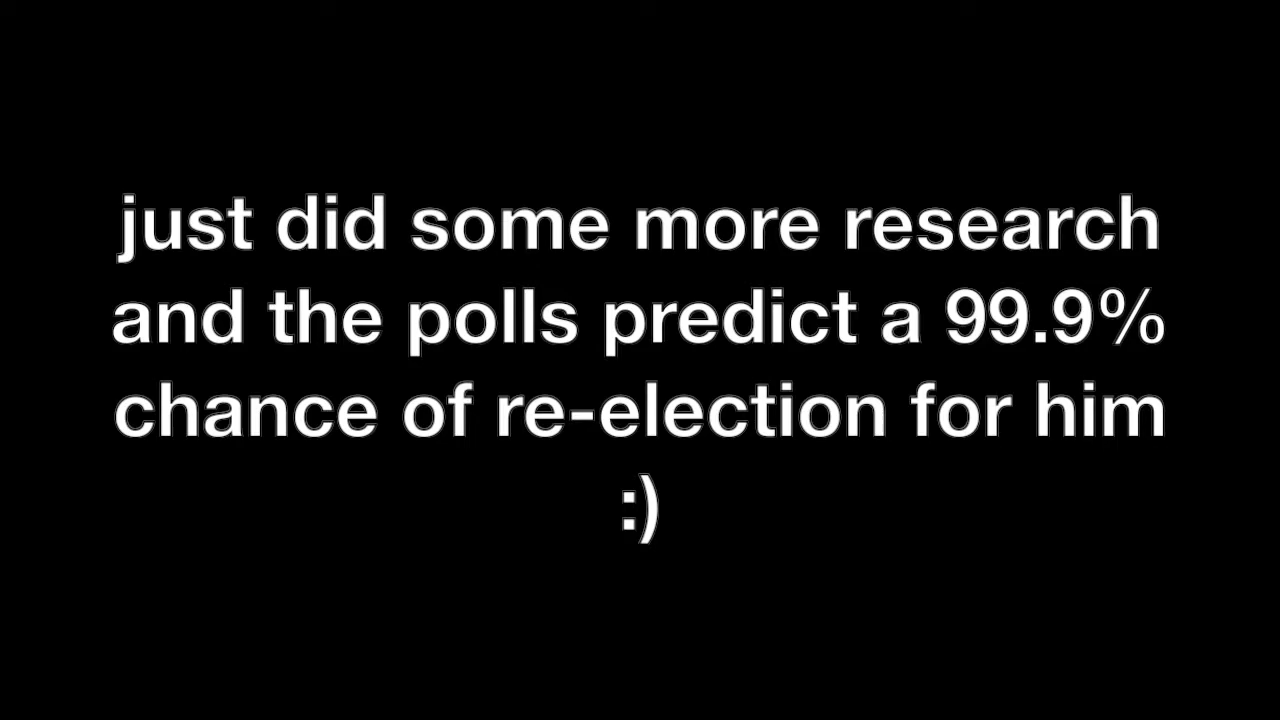 just did some more research
and the polls predict a 99.9%
chance of re-election for him
:)